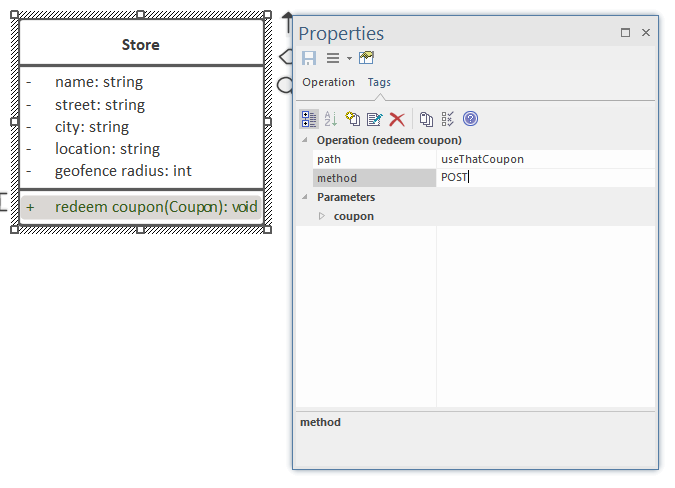 Store
- name: string
- street: string
- city: string
- location: string
- geofence radius: int
+ redeem coupon(Coupon): void
Properties
Operation Tags
Operation (redeem coupon)
path useThatCoupon
method POST
Parameters
coupon
method